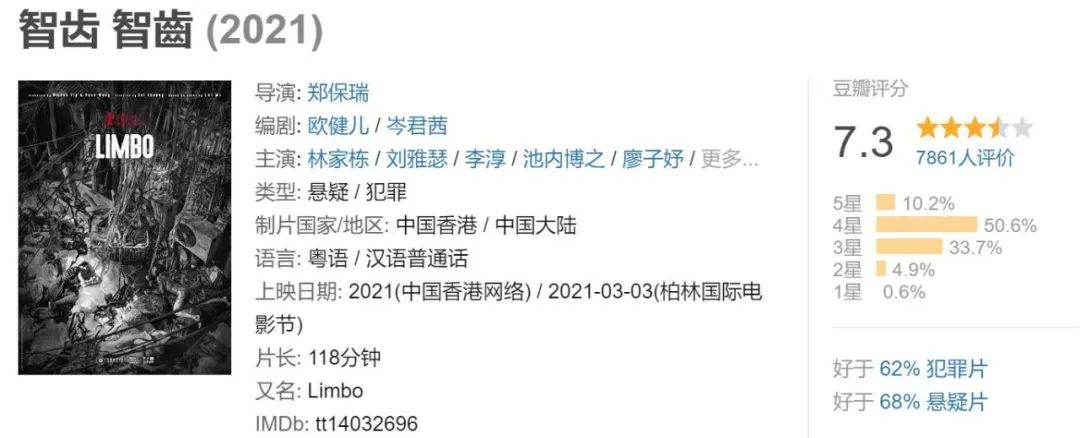 智齿 智齒 (2021)
LIMBO
导演: 郑保瑞
编剧: 欧健儿 / 岑君茜
主演: 林家栋 / 刘雅瑟 / 李淳 / 池内博之 / 廖子妤 / 更多...
类型: 悬疑 / 犯罪
制片国家/地区: 中国香港 / 中国大陆
语言: 粤语 / 汉语普通话
上映日期: 2021(中国香港网络) / 2021-03-03(柏林国际电
影节)
片长: 118分钟
又名: Limbo
IMDb: tt14032696
豆瓣评分
7.3
7861人评价
5星 10.2%
4星 50.6%
3星 33.7%
2星 4.9%
1星 0.6%
好于 62% 犯罪片
好于 68% 悬疑片